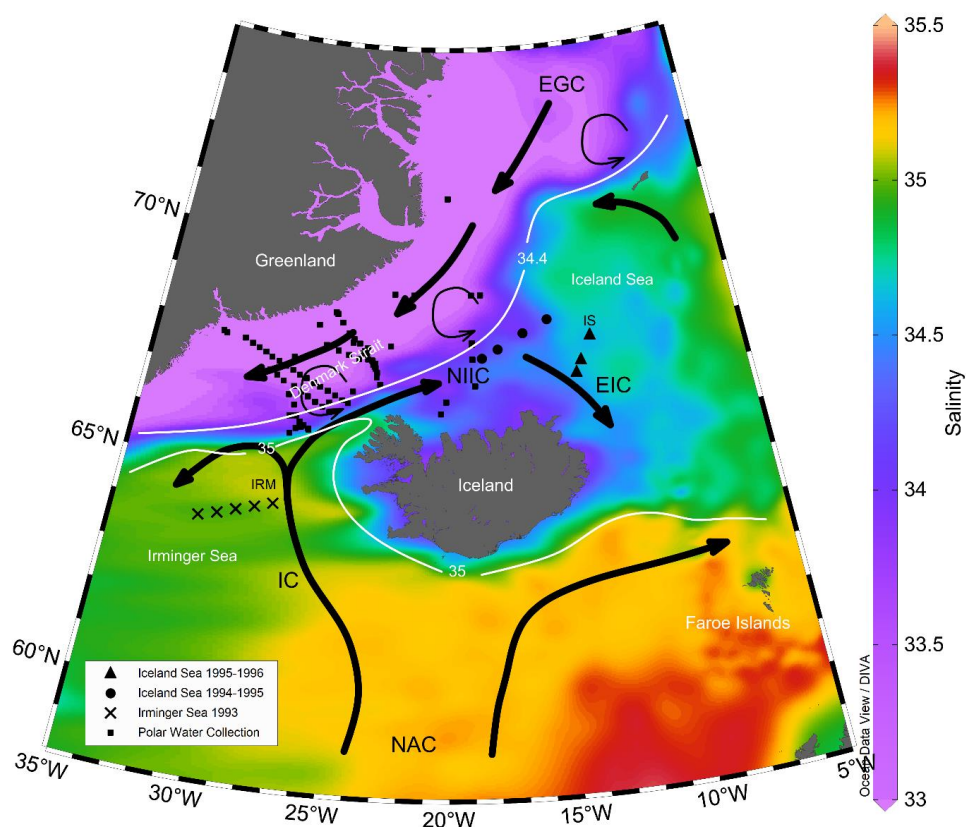 EGC
70°N
Greenland
34.4
Iceland Sea
IS
Denmark Strait
NIIC
EIC
65°N
35
Iceland
IRM
Irminger Sea
35
IC
Faroe Islands
60°N
NAC
Iceland Sea 1995-1996
Iceland Sea 1994-1995
Irminger Sea 1993
Polar Water Collection
35°W
30°W
25°W
20°W
15°W
10°W
5°W
Ocean Data View / DIVA
35.5
35
34.5
34
33.5
33
Salinity